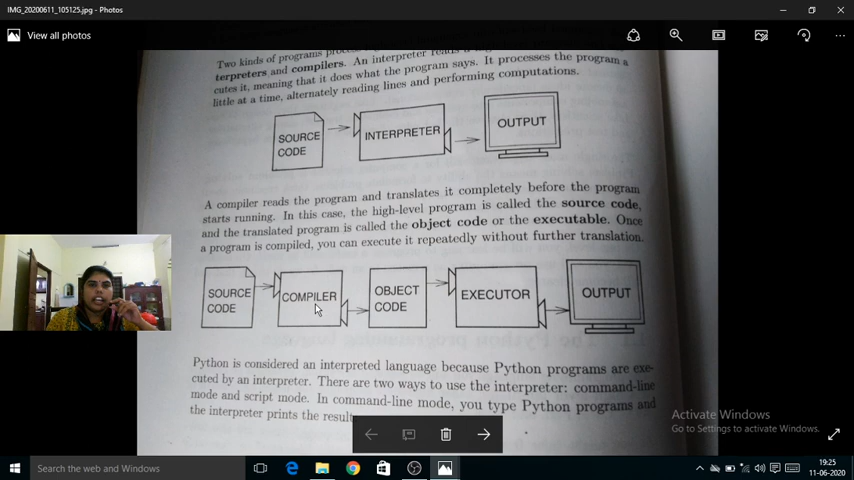 IMG_20200611_105125.jpg - Photos
View all photos
Two kinds of programs
terpreters and compilers. An interpreter reads a
cutes it, meaning that it does what the program says. It processes the program a
little at a time, alternately reading lines and performing computations.
SOURCE
CODE
INTERPRETER
OUTPUT
A compiler reads the program and translates it completely before the program
starts running. In this case, the high-level program is called the source code,
and the translated program is called the object code or the executable. Once
a program is compiled, you can execute it repeatedly without further translation.
SOURCE
CODE
COMPILER
OBJECT
CODE
EXECUTOR
OUTPUT
Python is considered an interpreted language because Python programs are exe-
cuted by an interpreter. There are two ways to use the interpreter: command-line
mode and script mode. In command-line mode, you type Python programs and
the interpreter prints the result
Activate Windows
Go to Settings to activate Windows.
Search the web and Windows
19:25
11-06-2020